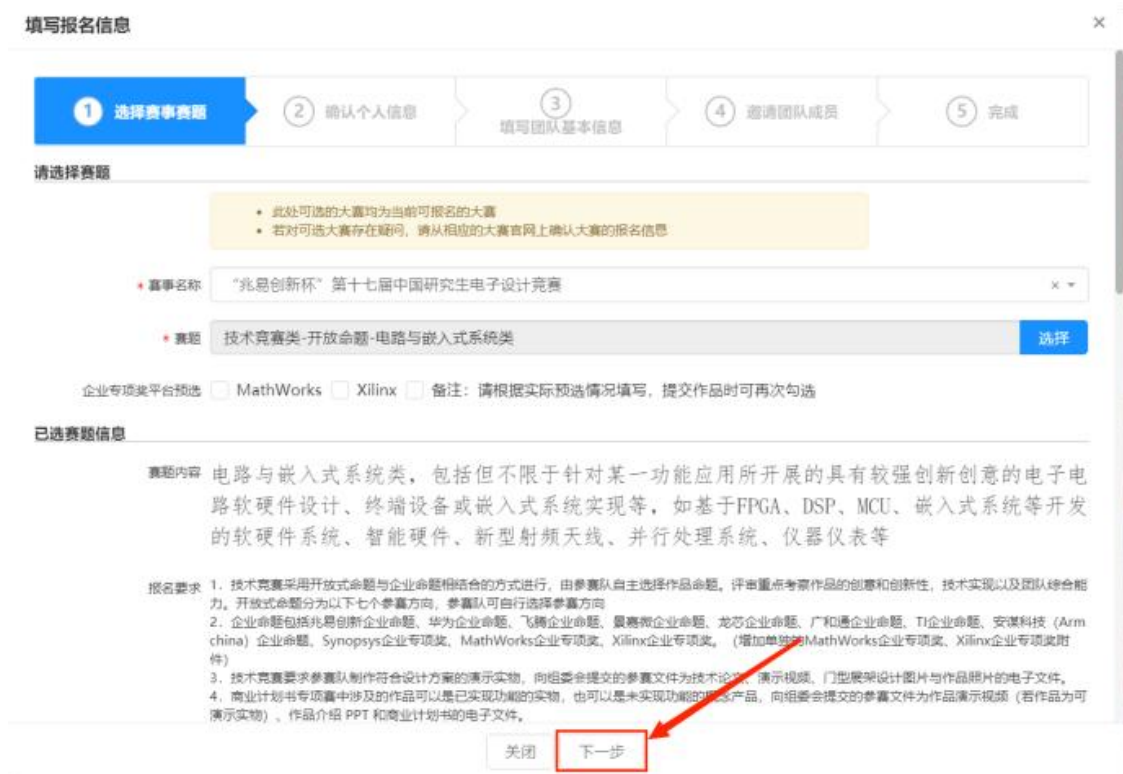 填写报名信息
×
1 选择赛事赛题
2 确认个人信息
3
填写团队基本信息
4 邀请团队成员
5 完成
请选择赛题
• 此处可选的大赛均为当前可报名的大赛
• 若对可选大赛存在疑问，请从相应的大赛官网上确认大赛的报名信息
* 赛事名称 “兆易创新杯”第十七届中国研究生电子设计竞赛 ×
* 赛题 技术竞赛类-开放命题-电路与嵌入式系统类 选择
企业专项奖平台预选 MathWorks Xilinx 备注：请根据实际预选情况填写，提交作品时可再次勾选
已选赛题信息
赛题内容 电路与嵌入式系统类，包括但不限于针对某一功能应用所开展的具有较强创新创意的电子电
路软硬件设计、终端设备或嵌入式系统实现等，如基于FPGA、DSP、MCU、嵌入式系统等开发
的软硬件系统、智能硬件、新型射频天线、并行处理系统、仪器仪表等
报名要求 1、技术竞赛采用开放式命题与企业命题相结合的方式进行，由参赛队自主选择作品命题。评审重点考察作品的创意和创新性，技术实现以及团队综合能
力。开放式命题分为以下七个参赛方向，参赛队可自行选择参赛方向
2、企业命题包括兆易创新企业命题、华为企业命题、飞腾企业命题、景嘉微企业命题、龙芯企业命题、广和通企业命题、TI企业命题、安谋科技（Arm
china）企业命题、Synopsys企业专项奖、MathWorks企业专项奖、Xilinx企业专项奖。（增加单独的MathWorks企业专项奖、Xilinx企业专项奖附
件）
3、技术竞赛要求参赛队制作符合设计方案的演示实物，向组委会提交的参赛文件为技术论文、演示视频、门型展架设计图片与作品照片的电子文件。
4、商业计划书专项赛中涉及的作品可以是已实现功能的实物，也可以是未实现功能的概念产品，向组委会提交的参赛文件为作品演示视频（若作品为可
演示实物）、作品介绍 PPT 和商业计划书的电子文件。
关闭 下一步